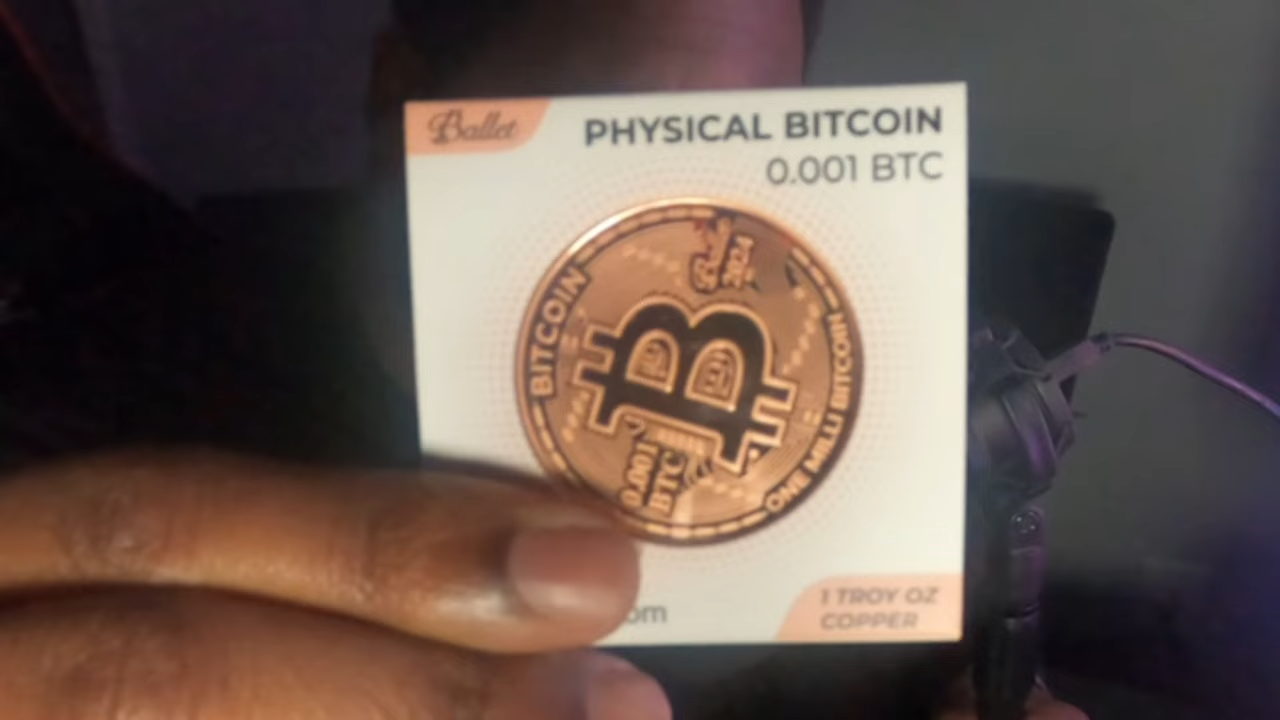 Ballet
PHYSICAL BITCOIN
0.001 BTC
BITCOIN
Ballet
2024
0.001
BTC
ONE MILLI BITCOIN
om
1 TROY OZ
COPPER